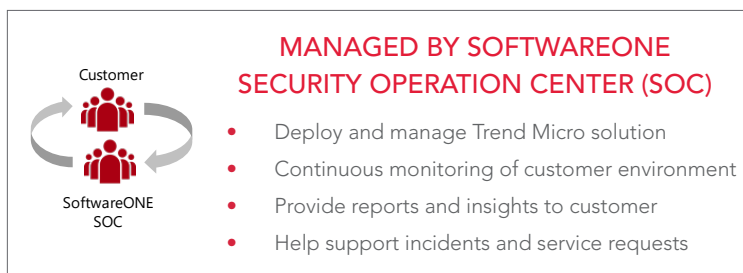 Customer
SoftwareONE
SOC
MANAGED BY SOFTWAREONE
SECURITY OPERATION CENTER (SOC)
• Deploy and manage Trend Micro solution
• Continuous monitoring of customer environment
• Provide reports and insights to customer
• Help support incidents and service requests